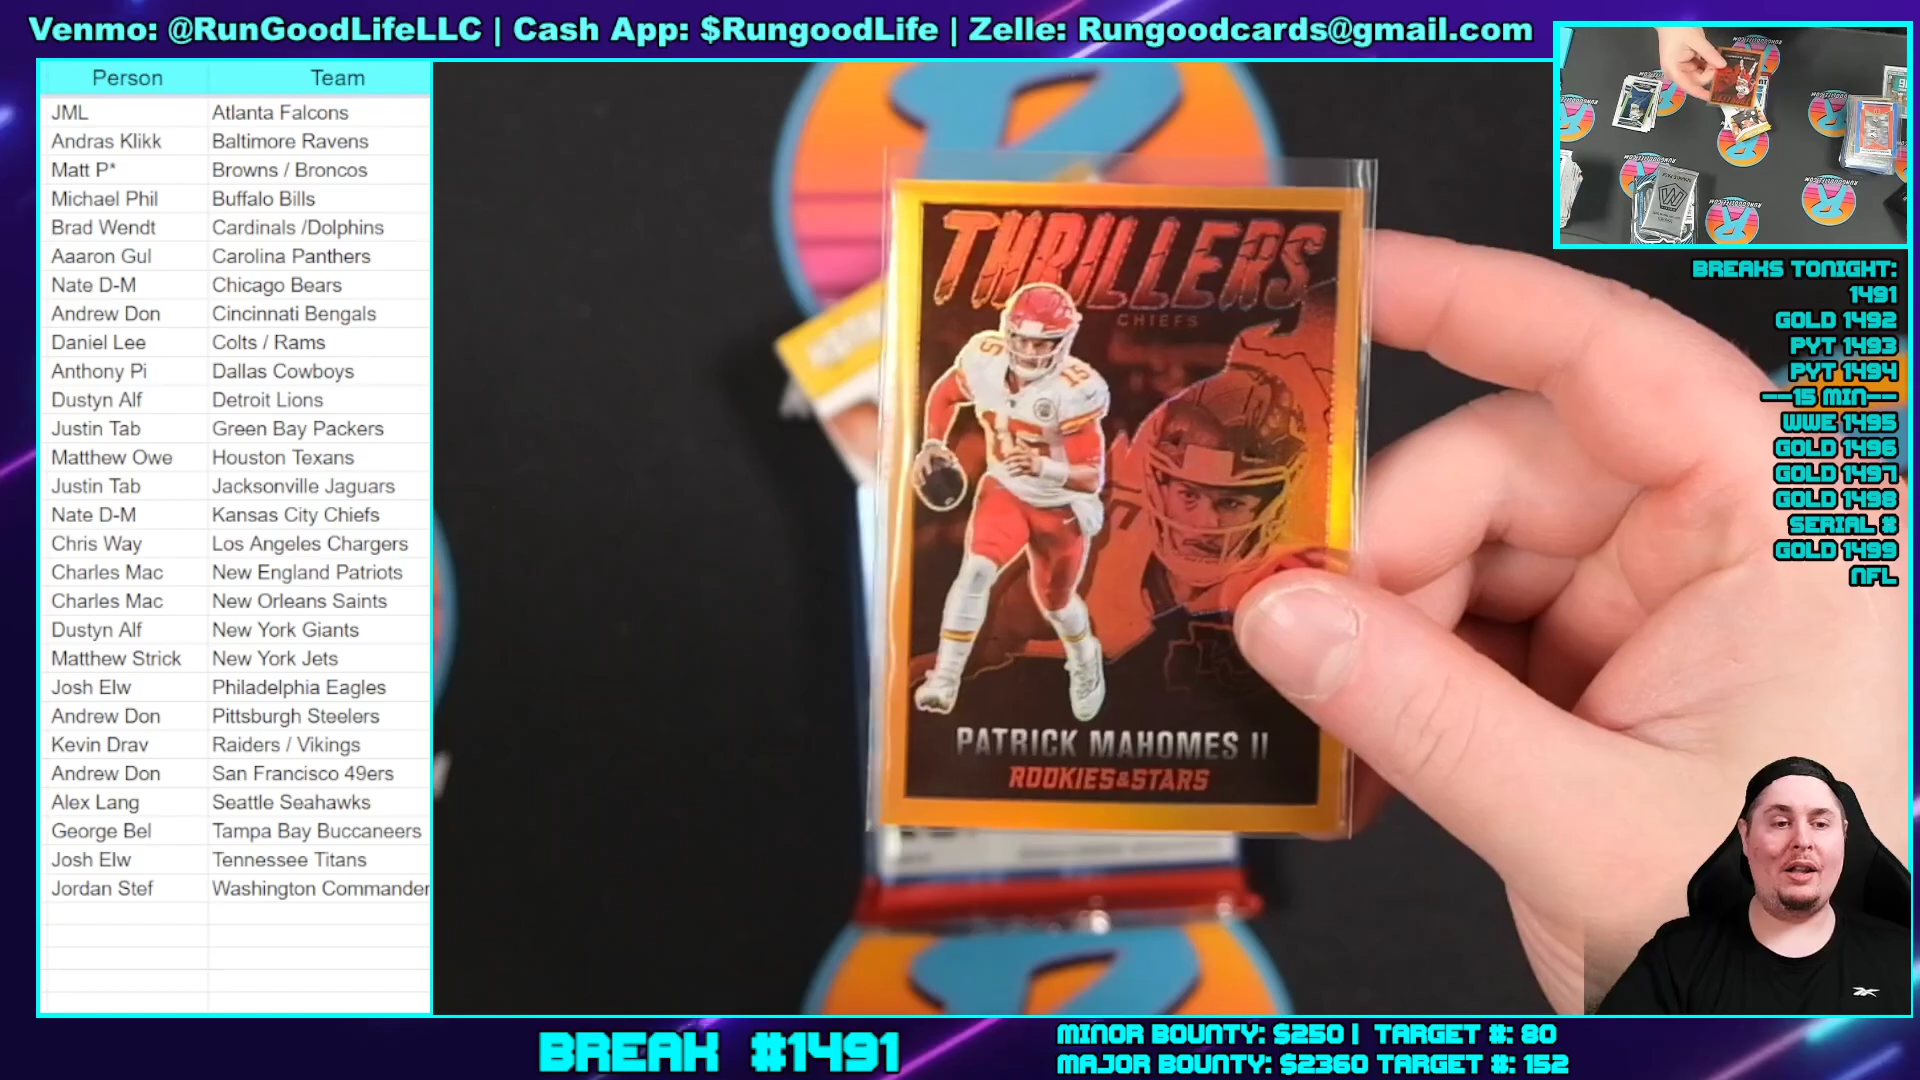 Venmo: @RunGoodLifeLLC | Cash App: $RungoodLife | Zelle: Rungoodcards@gmail.com
Person Team
JML Atlanta Falcons
Andras Klikk Baltimore Ravens
Matt P* Browns / Broncos
Michael Phil Buffalo Bills
Brad Wendt Cardinals /Dolphins
Aaaron Gul Carolina Panthers
Nate D-M Chicago Bears
Andrew Don Cincinnati Bengals
Daniel Lee Colts / Rams
Anthony Pi Dallas Cowboys
Dustyn Alf Detroit Lions
Justin Tab Green Bay Packers
Matthew Owe Houston Texans
Justin Tab Jacksonville Jaguars
Nate D-M Kansas City Chiefs
Chris Way Los Angeles Chargers
Charles Mac New England Patriots
Charles Mac New Orleans Saints
Dustyn Alf New York Giants
Matthew Strick New York Jets
Josh Elw Philadelphia Eagles
Andrew Don Pittsburgh Steelers
Kevin Drav Raiders / Vikings
Andrew Don San Francisco 49ers
Alex Lang Seattle Seahawks
George Bel Tampa Bay Buccaneers
Josh Elw Tennessee Titans
Jordan Stef Washington Commander
THRILLERS
CHIEFS
15
15
15
PATRICK MAHOMES II
ROOKIES&STARS
BREAKS TONIGHT:
1491
GOLD 1492
PYT 1493
PYT 1494
--15 MIN--
WWE 1495
GOLD 1496
GOLD 1497
GOLD 1498
SERIAL #
GOLD 1499
NFL
BREAK #1491
MINOR BOUNTY: $250 | TARGET #: 80
MAJOR BOUNTY: $2360 TARGET #: 152